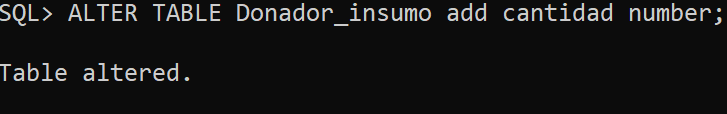 SQL> ALTER TABLE Donador_insumo add cantidad number;
Table altered.